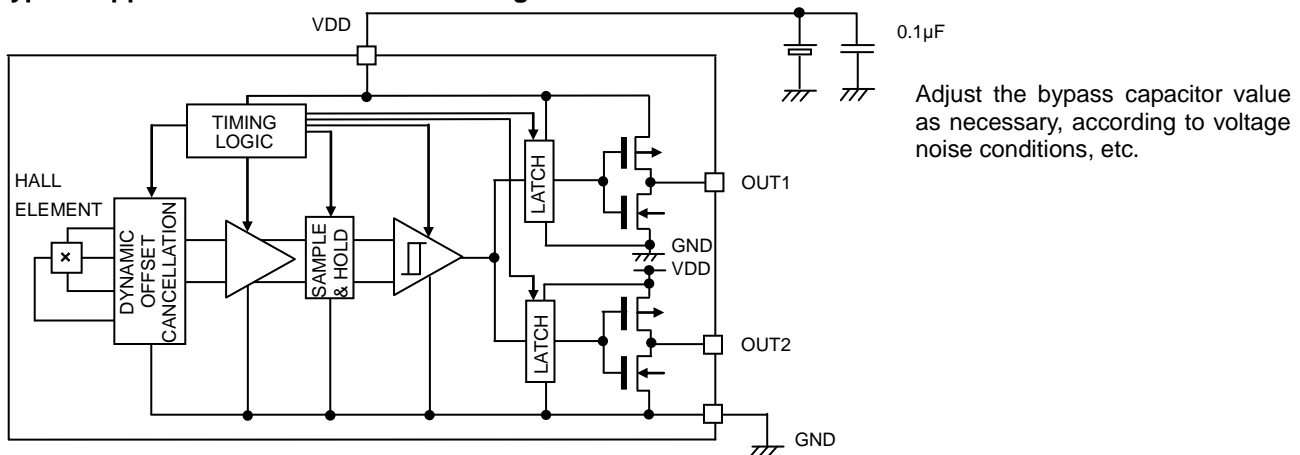 VDD
0.1µF
Adjust the bypass capacitor value
as necessary, according to voltage
noise conditions, etc.
TIMING
LOGIC
HALL
ELEMENT
×
DYNAMIC
OFFSET
CANCELLATION
SAMPLE
& HOLD
LATCH
OUT1
GND
VDD
LATCH
OUT2
GND